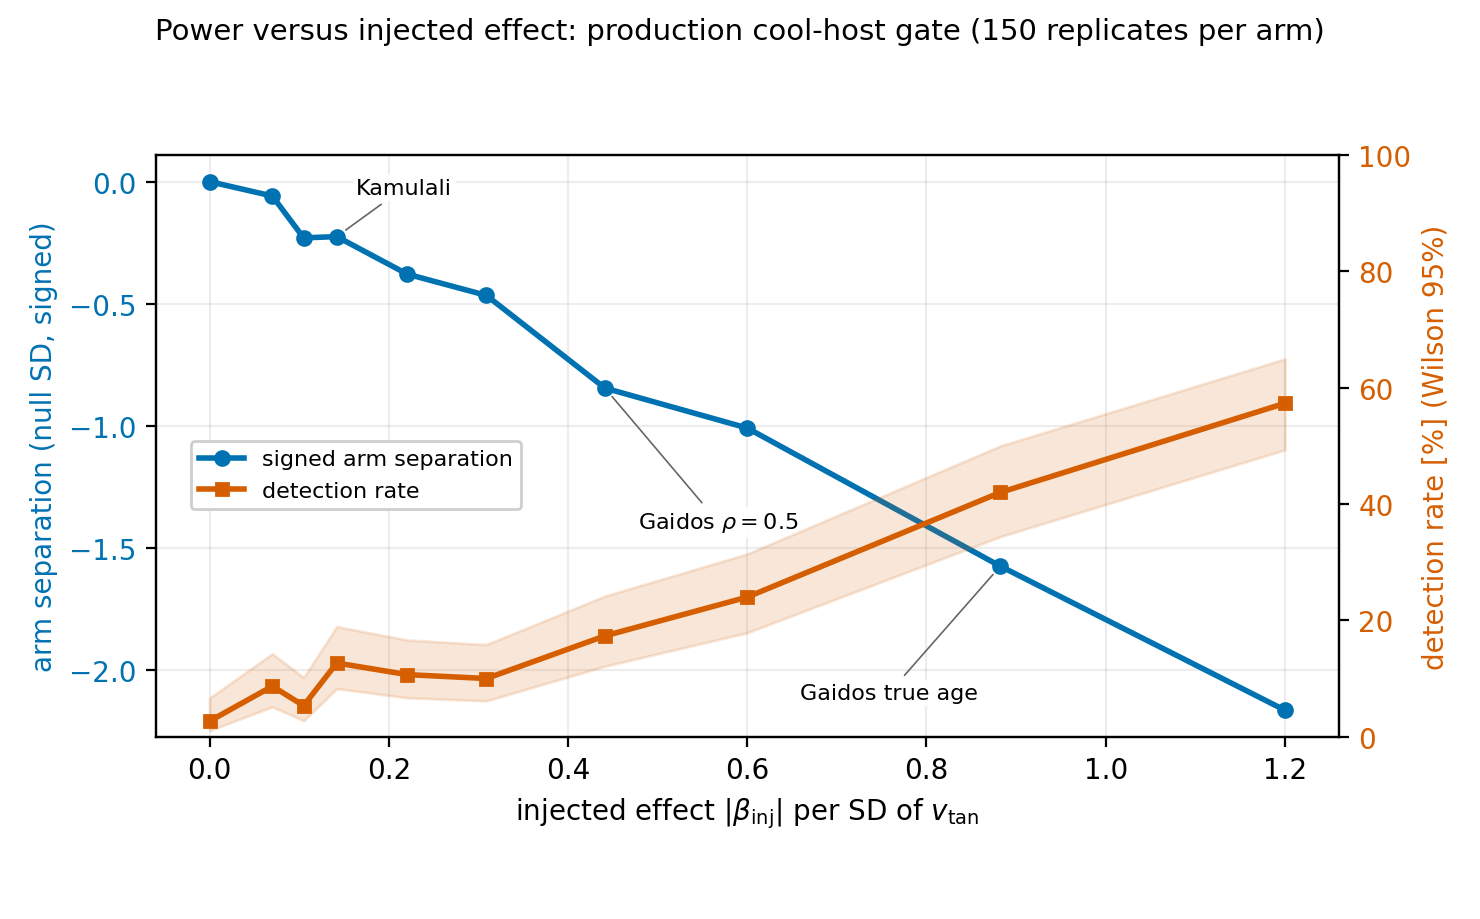 Power versus injected effect: production cool-host gate (150 replicates per arm)
arm separation (null SD, signed)
0.0
−0.5
−1.0
−1.5
−2.0
Kamulali
Gaidos ρ = 0.5
Gaidos true age
signed arm separation
detection rate
100
80
60
40
20
0
detection rate [%] (Wilson 95%)
0.0 0.2 0.4 0.6 0.8 1.0 1.2
injected effect |β_inj| per SD of v_tan